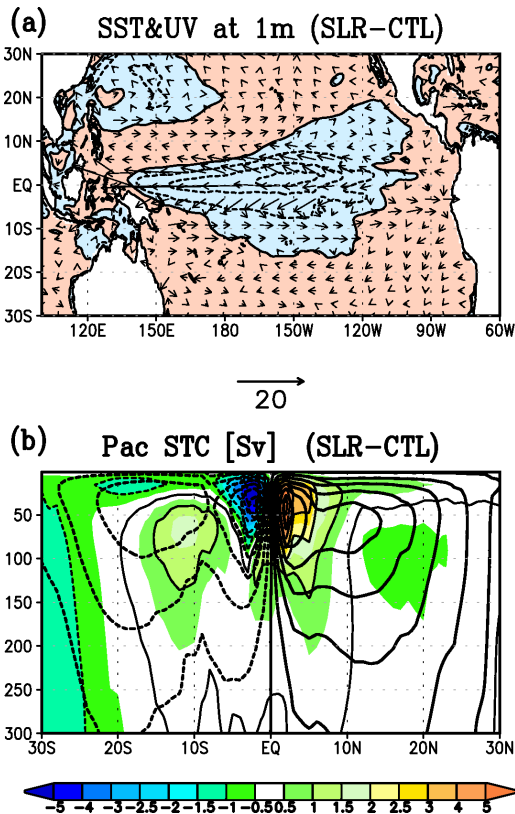 (a) SST&UV at 1m (SLR-CTL)
30N
20N
10N
EQ
10S
20S
30S
120E 150E 180 150W 120W 90W 60W
20
(b) Pac STC [Sv] (SLR-CTL)
50
100
150
200
250
300
30S 20S 10S EQ 10N 20N 30N
-5 -4 -3 -2.5 -2 -1.5 -1 -0.5 0.5 1 1.5 2 2.5 3 4 5